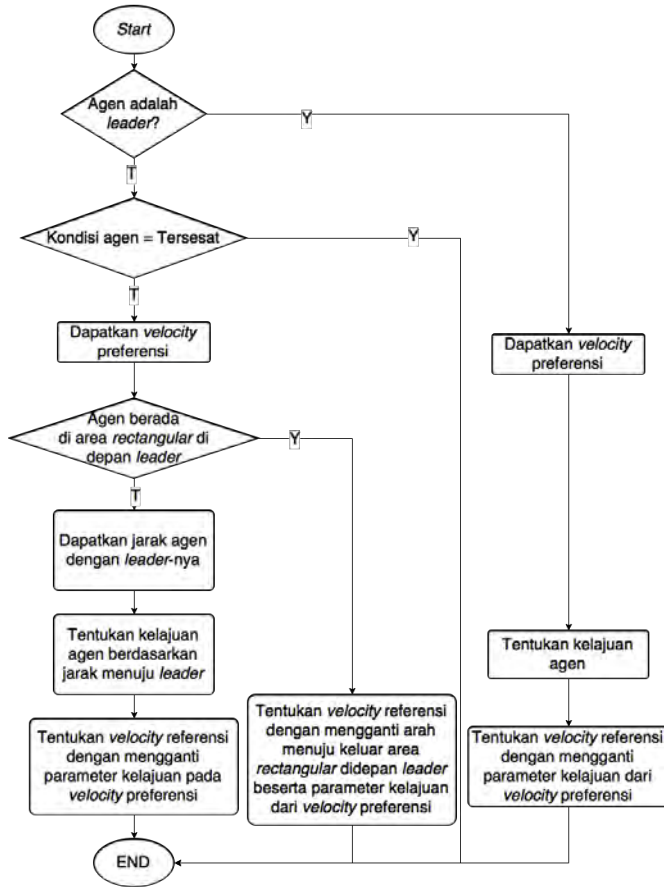 Start
Agen adalah
leader?
Y
T
Kondisi agen = Tersesat
Y
T
Dapatkan velocity
preferensi
Dapatkan velocity
preferensi
Agen berada
di area rectangular di
depan leader
Y
T
Dapatkan jarak agen
dengan leader-nya
Tentukan kelajuan
agen berdasarkan
jarak menuju leader
Tentukan kelajuan
agen
Tentukan velocity referensi
dengan mengganti
parameter kelajuan pada
velocity preferensi
Tentukan velocity referensi
dengan mengganti arah
menuju keluar area
rectangular didepan leader
beserta parameter kelajuan
dari velocity preferensi
Tentukan velocity referensi
dengan mengganti
parameter kelajuan dari
velocity preferensi
END